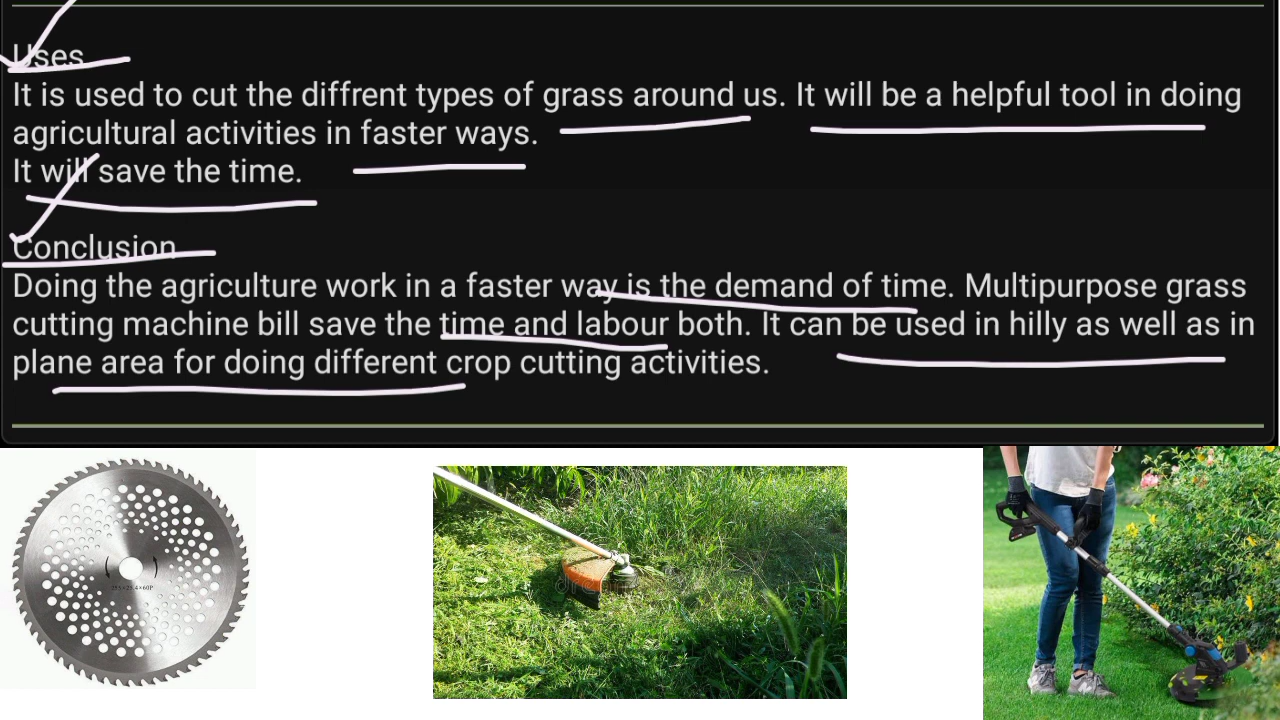 Uses
It is used to cut the diffrent types of grass around us. It will be a helpful tool in doing
agricultural activities in faster ways.
It will save the time.
Conclusion
Doing the agriculture work in a faster way is the demand of time. Multipurpose grass
cutting machine bill save the time and labour both. It can be used in hilly as well as in
plane area for doing different crop cutting activities.